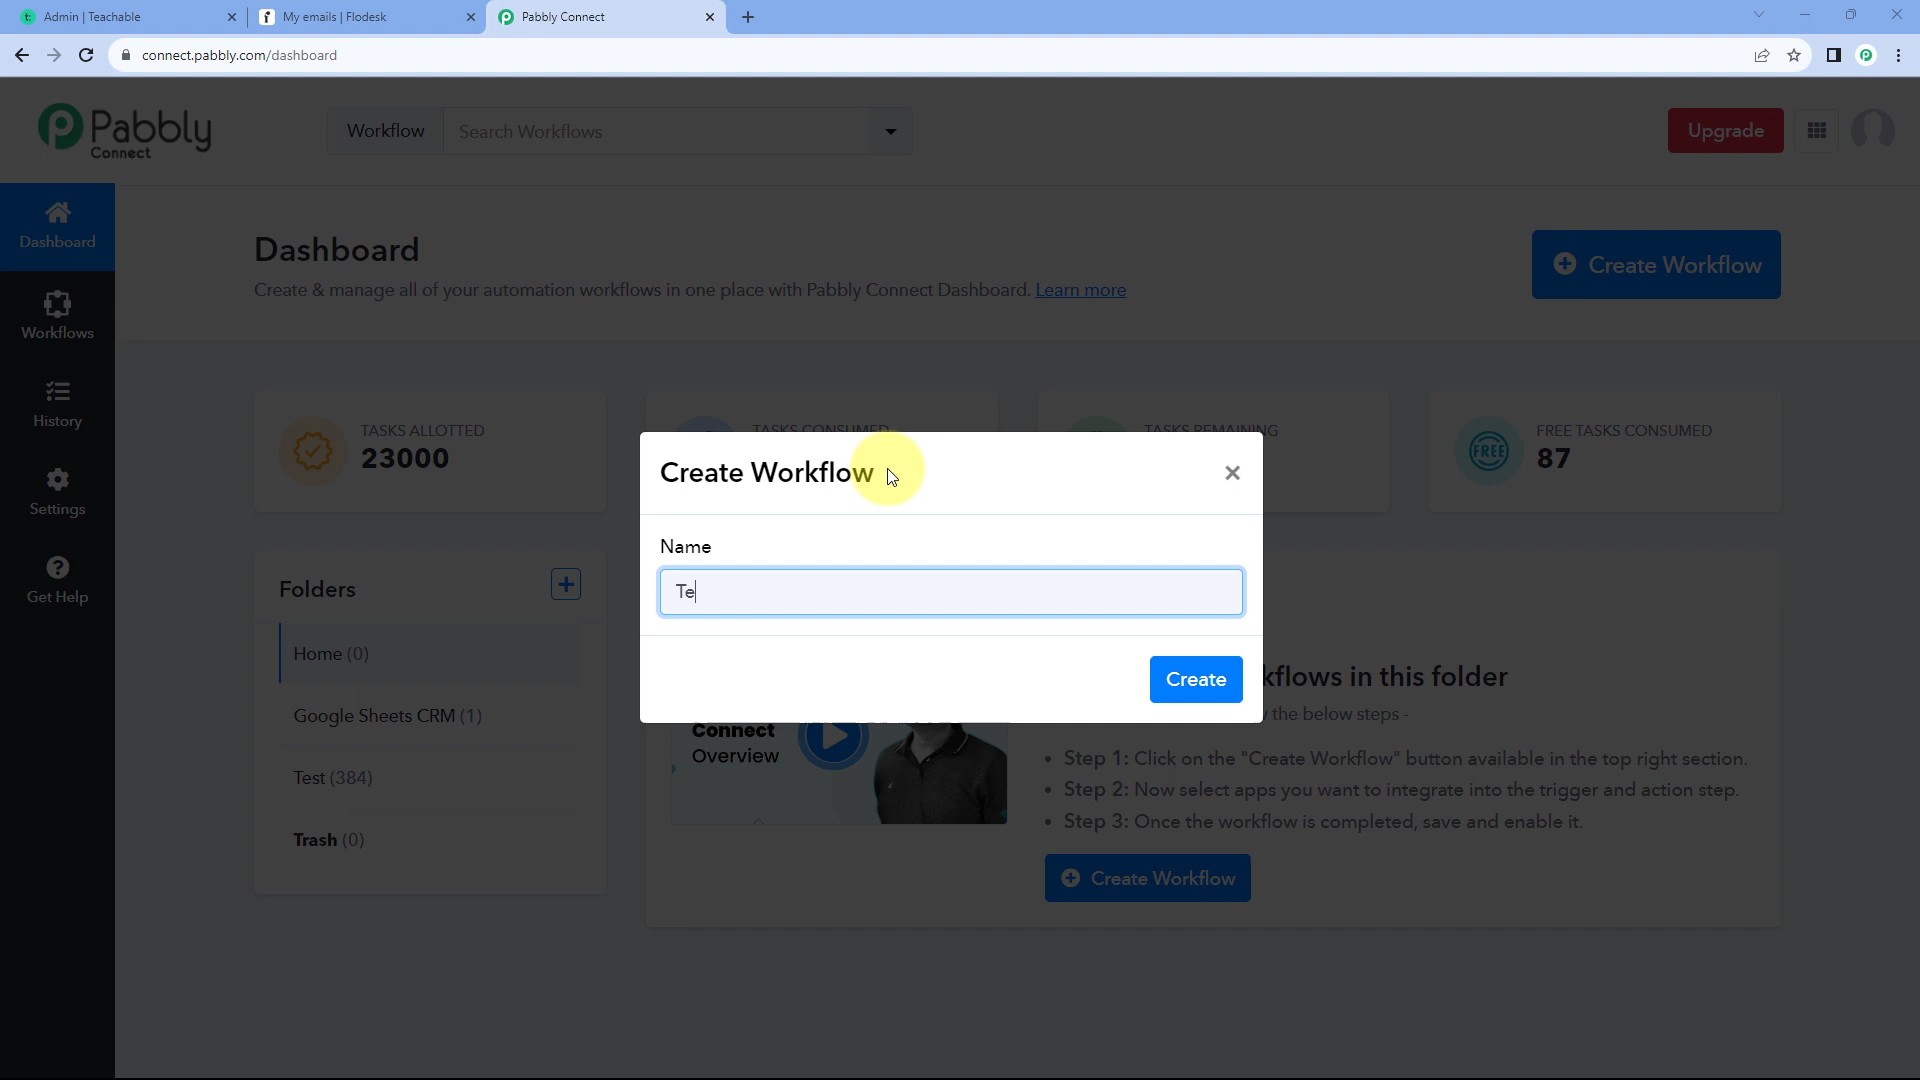 Admin | Teachable
My emails | Flodesk
Pabbly Connect
connect.pabbly.com/dashboard
Pabbly
Connect
Workflow
Search Workflows
Upgrade
Dashboard
Workflows
History
Settings
Get Help
Dashboard
Create & manage all of your automation workflows in one place with Pabbly Connect Dashboard. Learn more
Create Workflow
TASKS ALLOTTED
23000
TASKS CONSUMED
TASKS REMAINING
FREE
FREE TASKS CONSUMED
87
Create Workflow
Name
Te
Create
Folders
Home (0)
Google Sheets CRM (1)
Test (384)
Trash (0)
Connect
Overview
kflows in this folder
the below steps -
Step 1: Click on the "Create Workflow" button available in the top right section.
Step 2: Now select apps you want to integrate into the trigger and action step.
Step 3: Once the workflow is completed, save and enable it.
Create Workflow